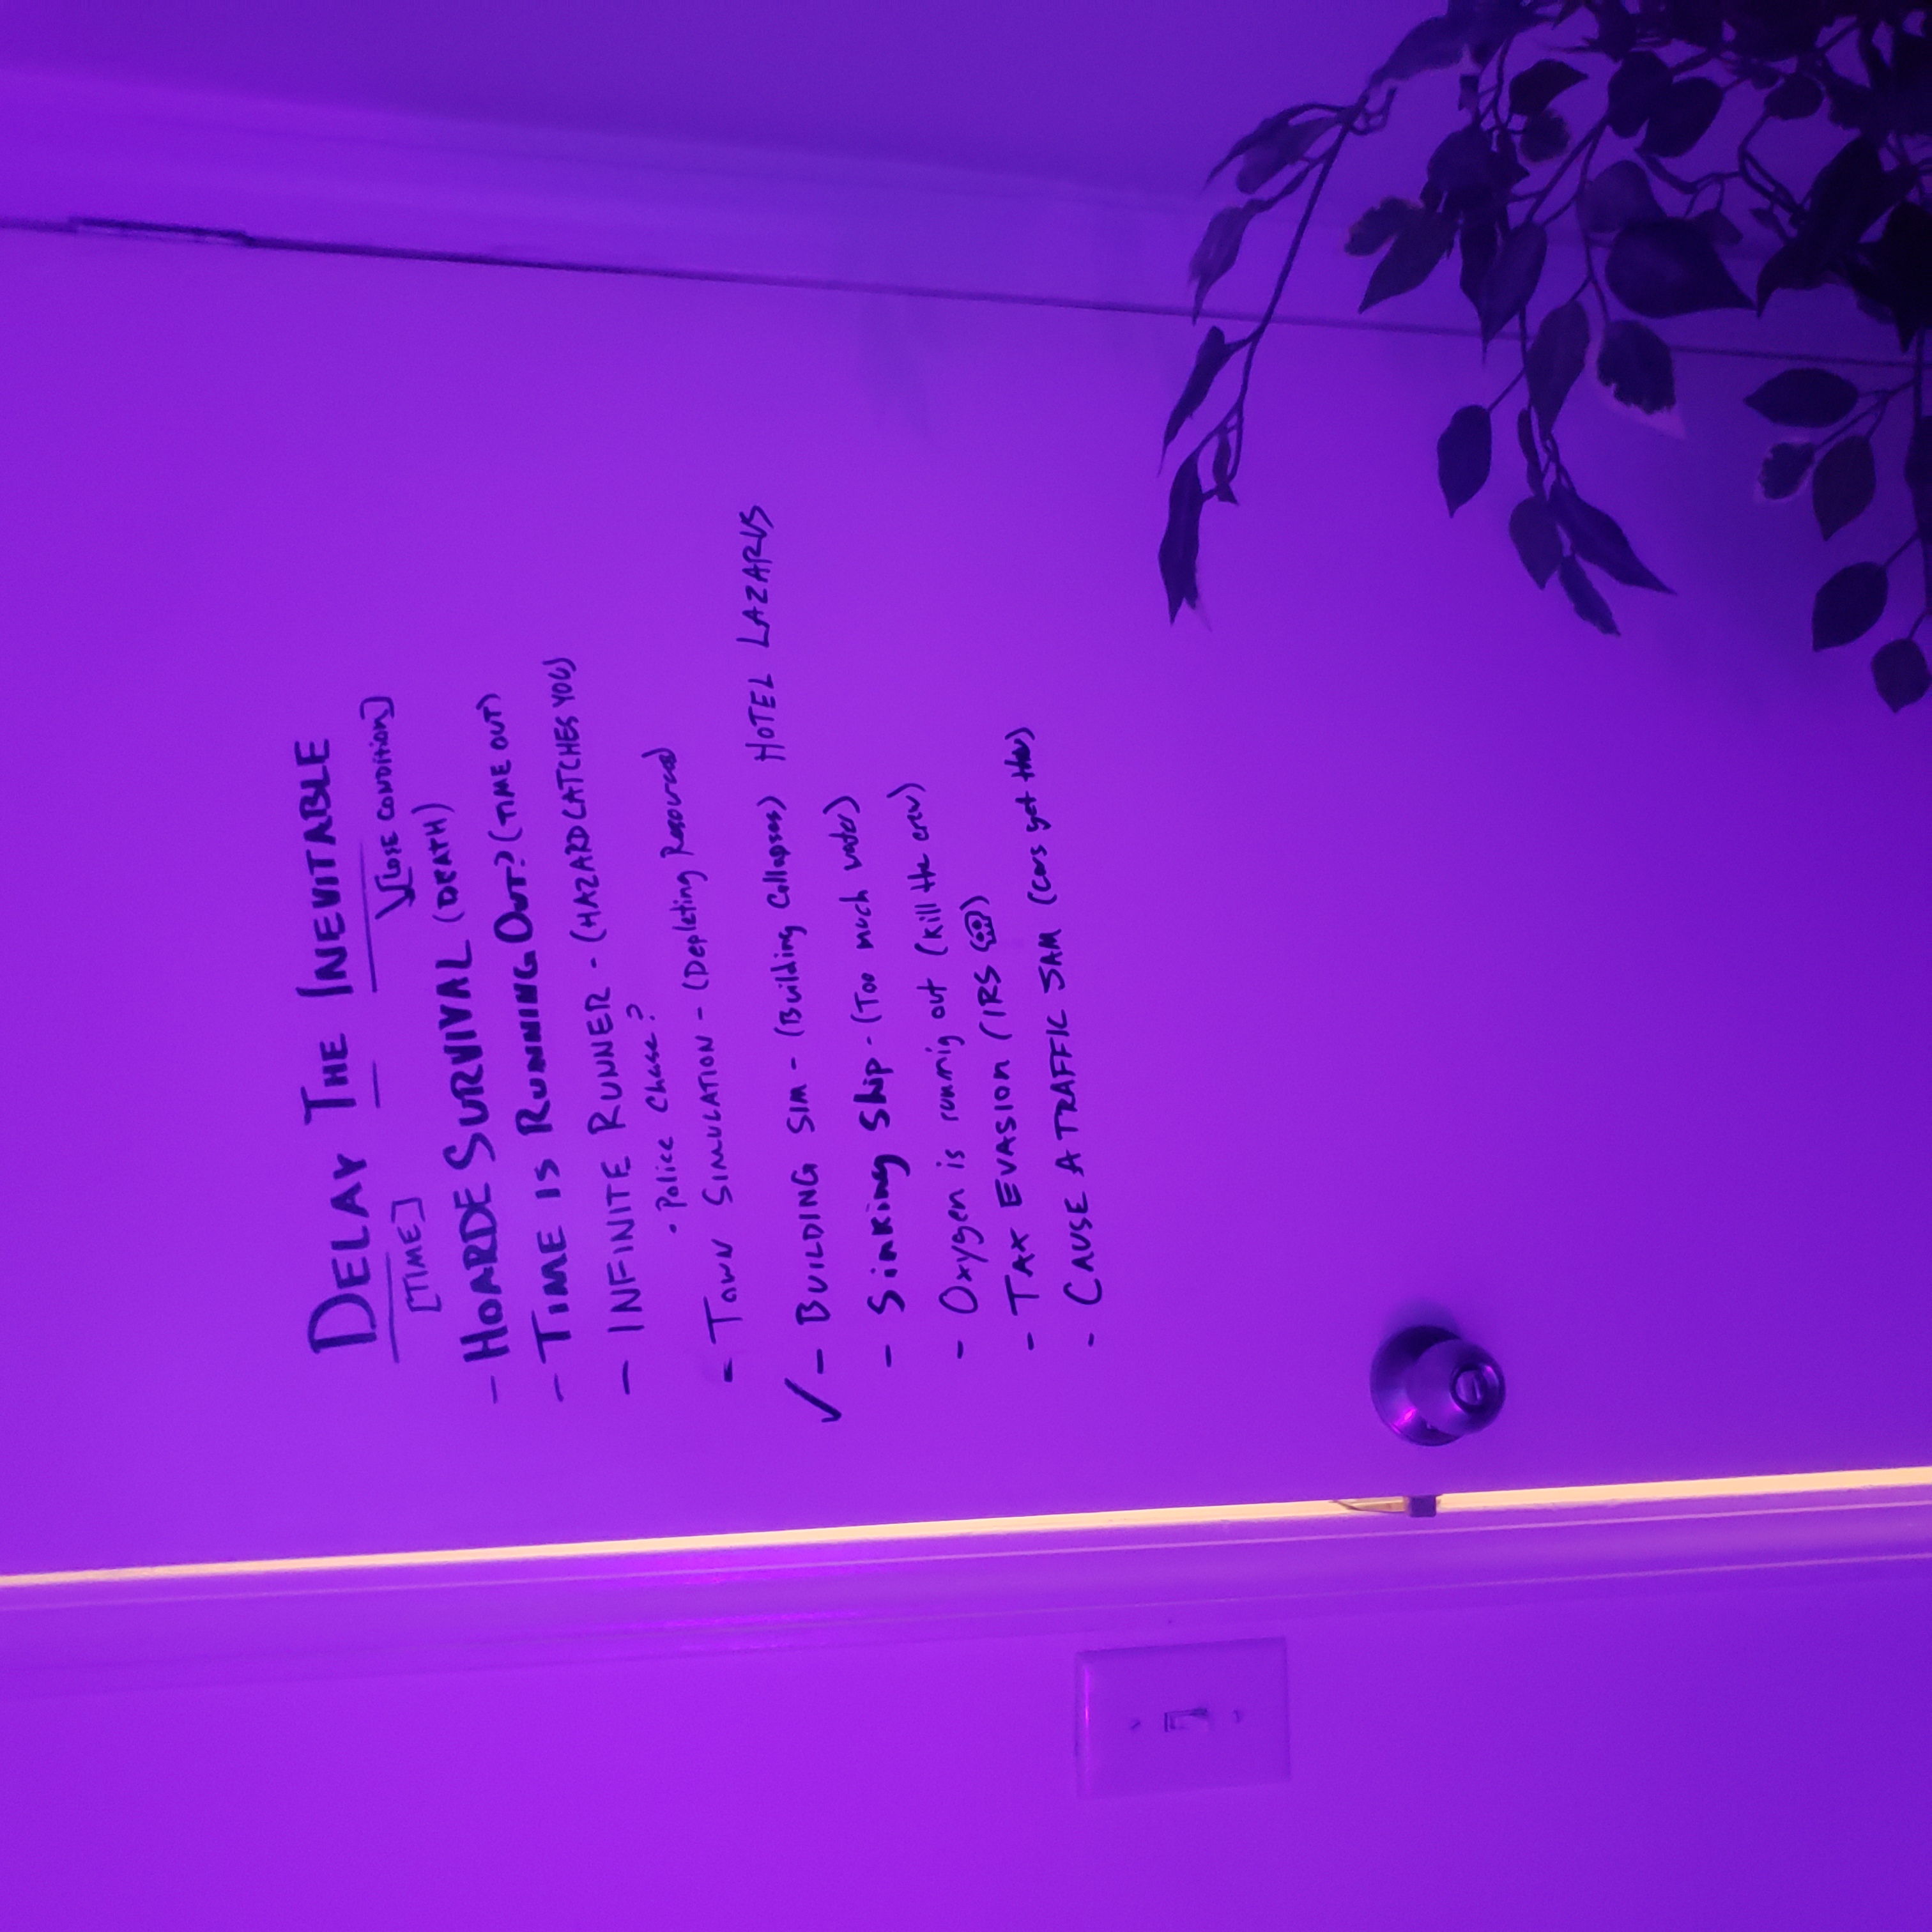 DELAY THE INEVITABLE
[TIME] [LOSE CONDITION]
- HOARDE SURVIVAL (DEATH)
- TIME IS RUNNING OUT? (TIME OUT)
- INFINITE RUNNER - (HAZARD CATCHES YOU)
• Police Chase?
- TOWN SIMULATION - (Depleting Resources)
✓ - BUILDING SIM - (Building Collapses) HOTEL LAZARUS
- Sinking Ship - (Too much water)
- Oxygen is running out (kill the crew)
- TAX EVASION (IRS 💀)
- CAUSE A TRAFFIC JAM (Cars get)